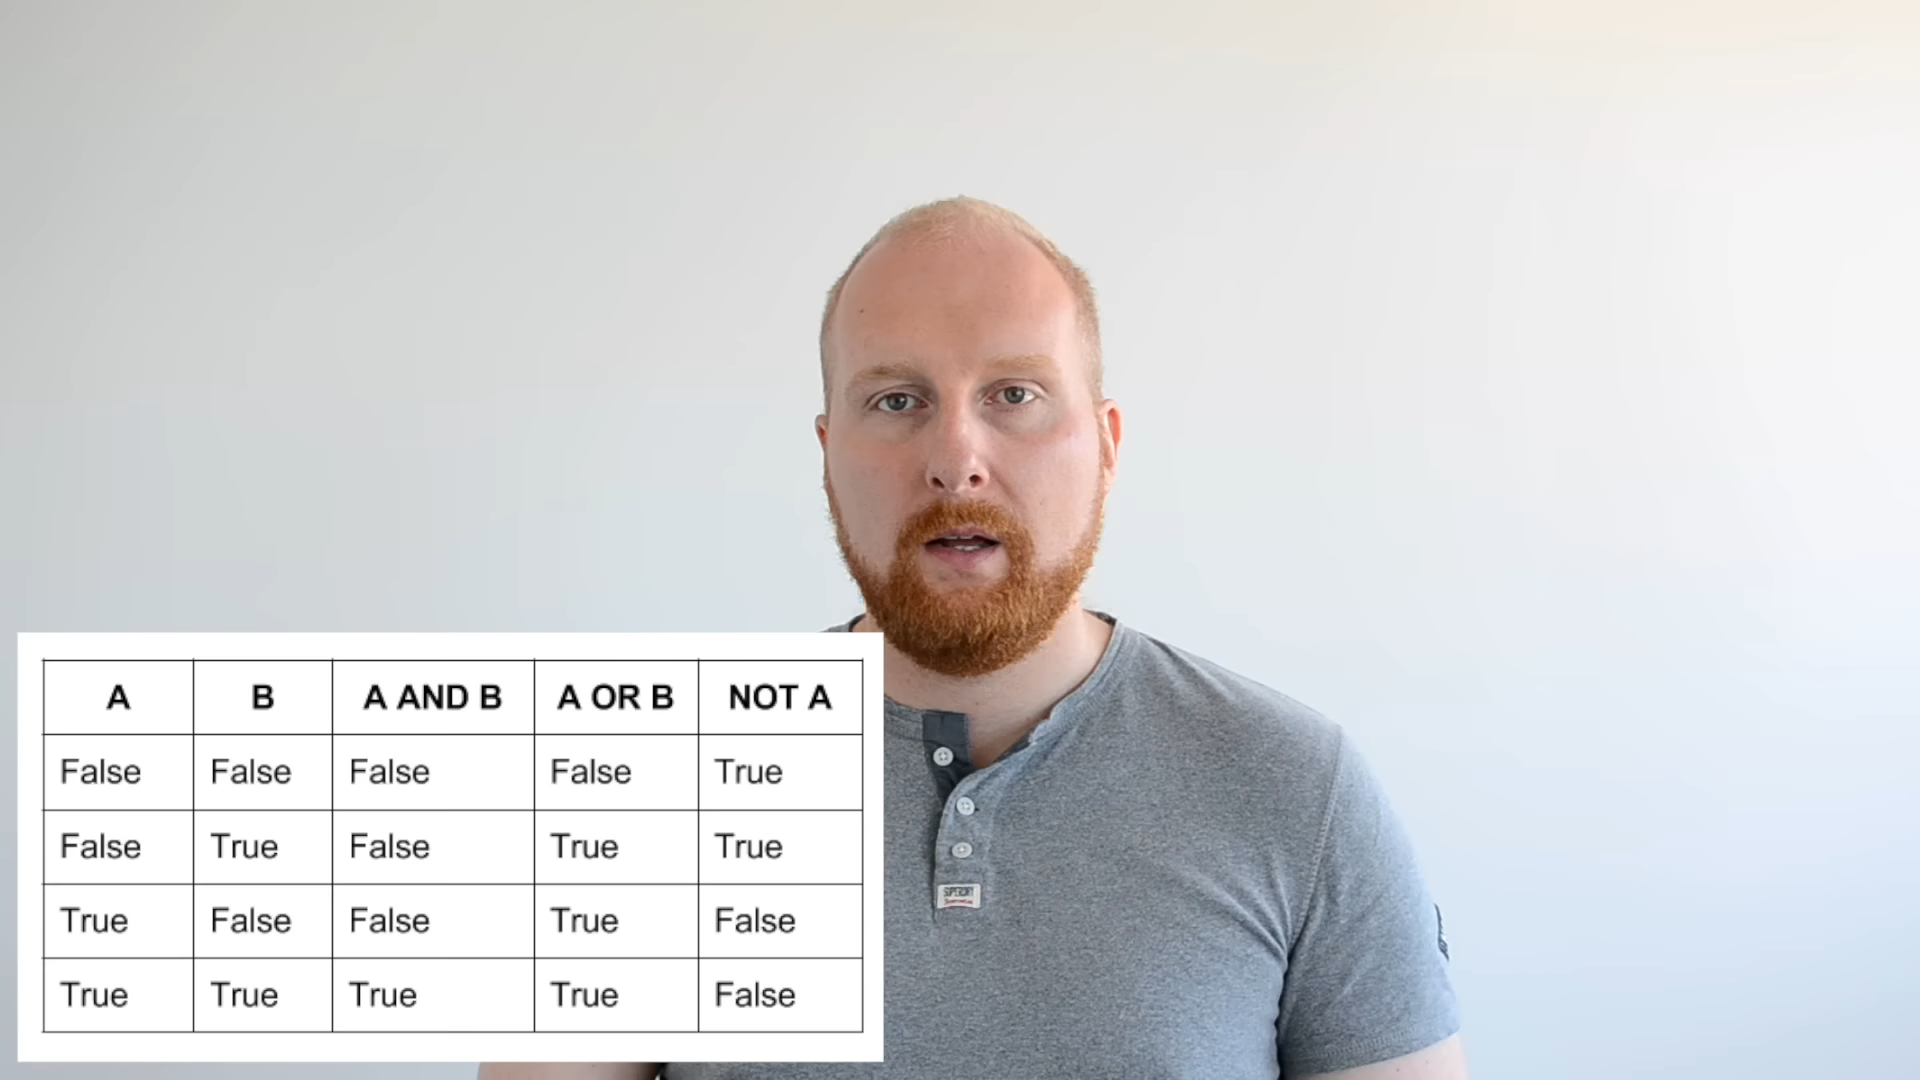 A B A AND B A OR B NOT A
False False False False True
False True False True True
True False False True False
True True True True False
SUPERDRY